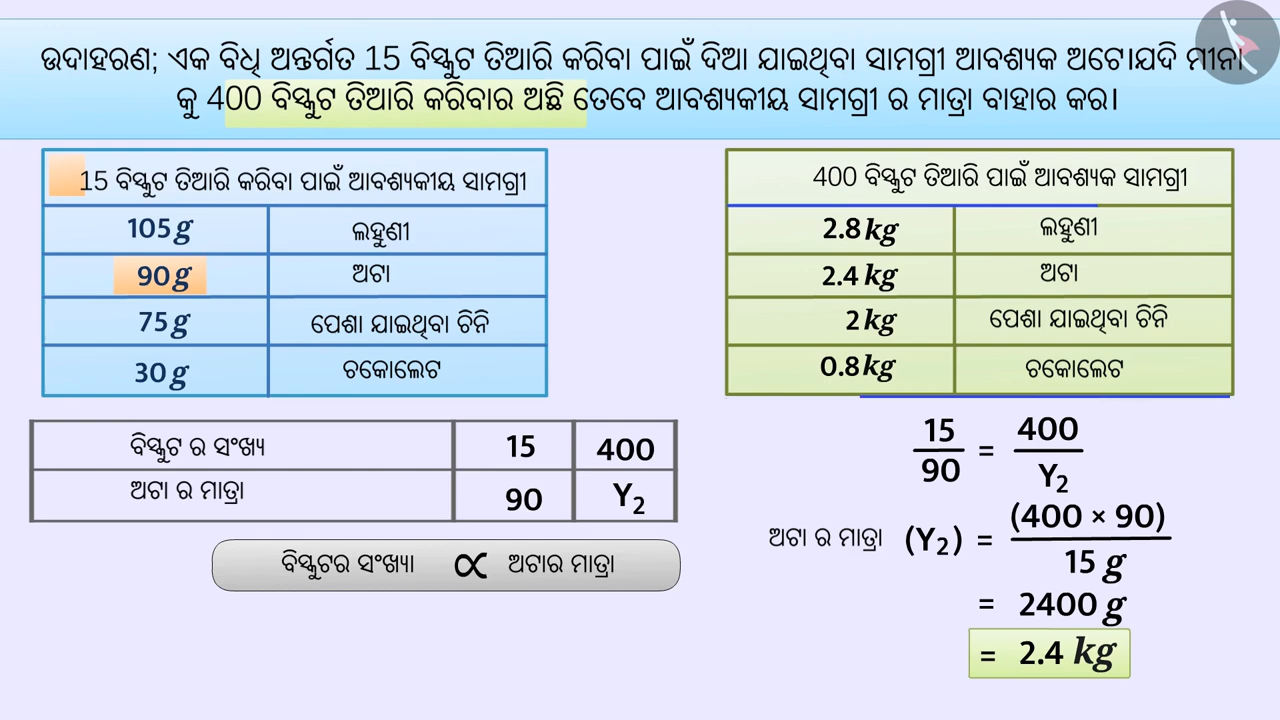 ଉଦାହରଣ; ଏକ ବିଧି ଅନ୍ତର୍ଗତ 15 ବିସ୍କୁଟ ତିଆରି କରିବା ପାଇଁ ଦିଆ ଯାଇଥିବା ସାମଗ୍ରୀ ଆବଶ୍ୟକ ଅଟେ।ଯଦି ମୀନା
କୁ 400 ବିସ୍କୁଟ ତିଆରି କରିବାର ଅଛି ତେବେ ଆବଶ୍ୟକୀୟ ସାମଗ୍ରୀ ର ମାତ୍ରା ବାହାର କର।
15 ବିସ୍କୁଟ ତିଆରି କରିବା ପାଇଁ ଆବଶ୍ୟକୀୟ ସାମଗ୍ରୀ
105 g ଲହୁଣୀ
90 g ଅଟା
75 g ପେଶା ଯାଇଥିବା ଚିନି
30 g ଚକୋଲେଟ
400 ବିସ୍କୁଟ ତିଆରି ପାଇଁ ଆବଶ୍ୟକ ସାମଗ୍ରୀ
2.8 kg ଲହୁଣୀ
2.4 kg ଅଟା
2 kg ପେଶା ଯାଇଥିବା ଚିନି
0.8 kg ଚକୋଲେଟ
ବିସ୍କୁଟ ର ସଂଖ୍ୟ 15 400
ଅଟା ର ମାତ୍ରା 90 Y₂
ବିସ୍କୁଟର ସଂଖ୍ୟା ∝ ଅଟାର ମାତ୍ରା
15/90 = 400/Y₂
ଅଟା ର ମାତ୍ରା (Y₂) = (400 × 90)/15 g
= 2400 g
= 2.4 kg